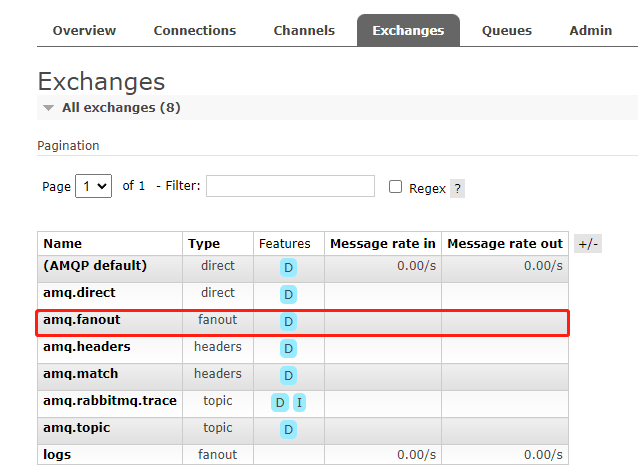 Overview Connections Channels Exchanges Queues Admin
Exchanges
All exchanges (8)
Pagination
Page 1 of 1 - Filter: Regex ?
Name Type Features Message rate in Message rate out +/-
(AMQP default) direct D 0.00/s 0.00/s
amq.direct direct D
amq.fanout fanout D
amq.headers headers D
amq.match headers D
amq.rabbitmq.trace topic D I
amq.topic topic D
logs fanout 0.00/s 0.00/s